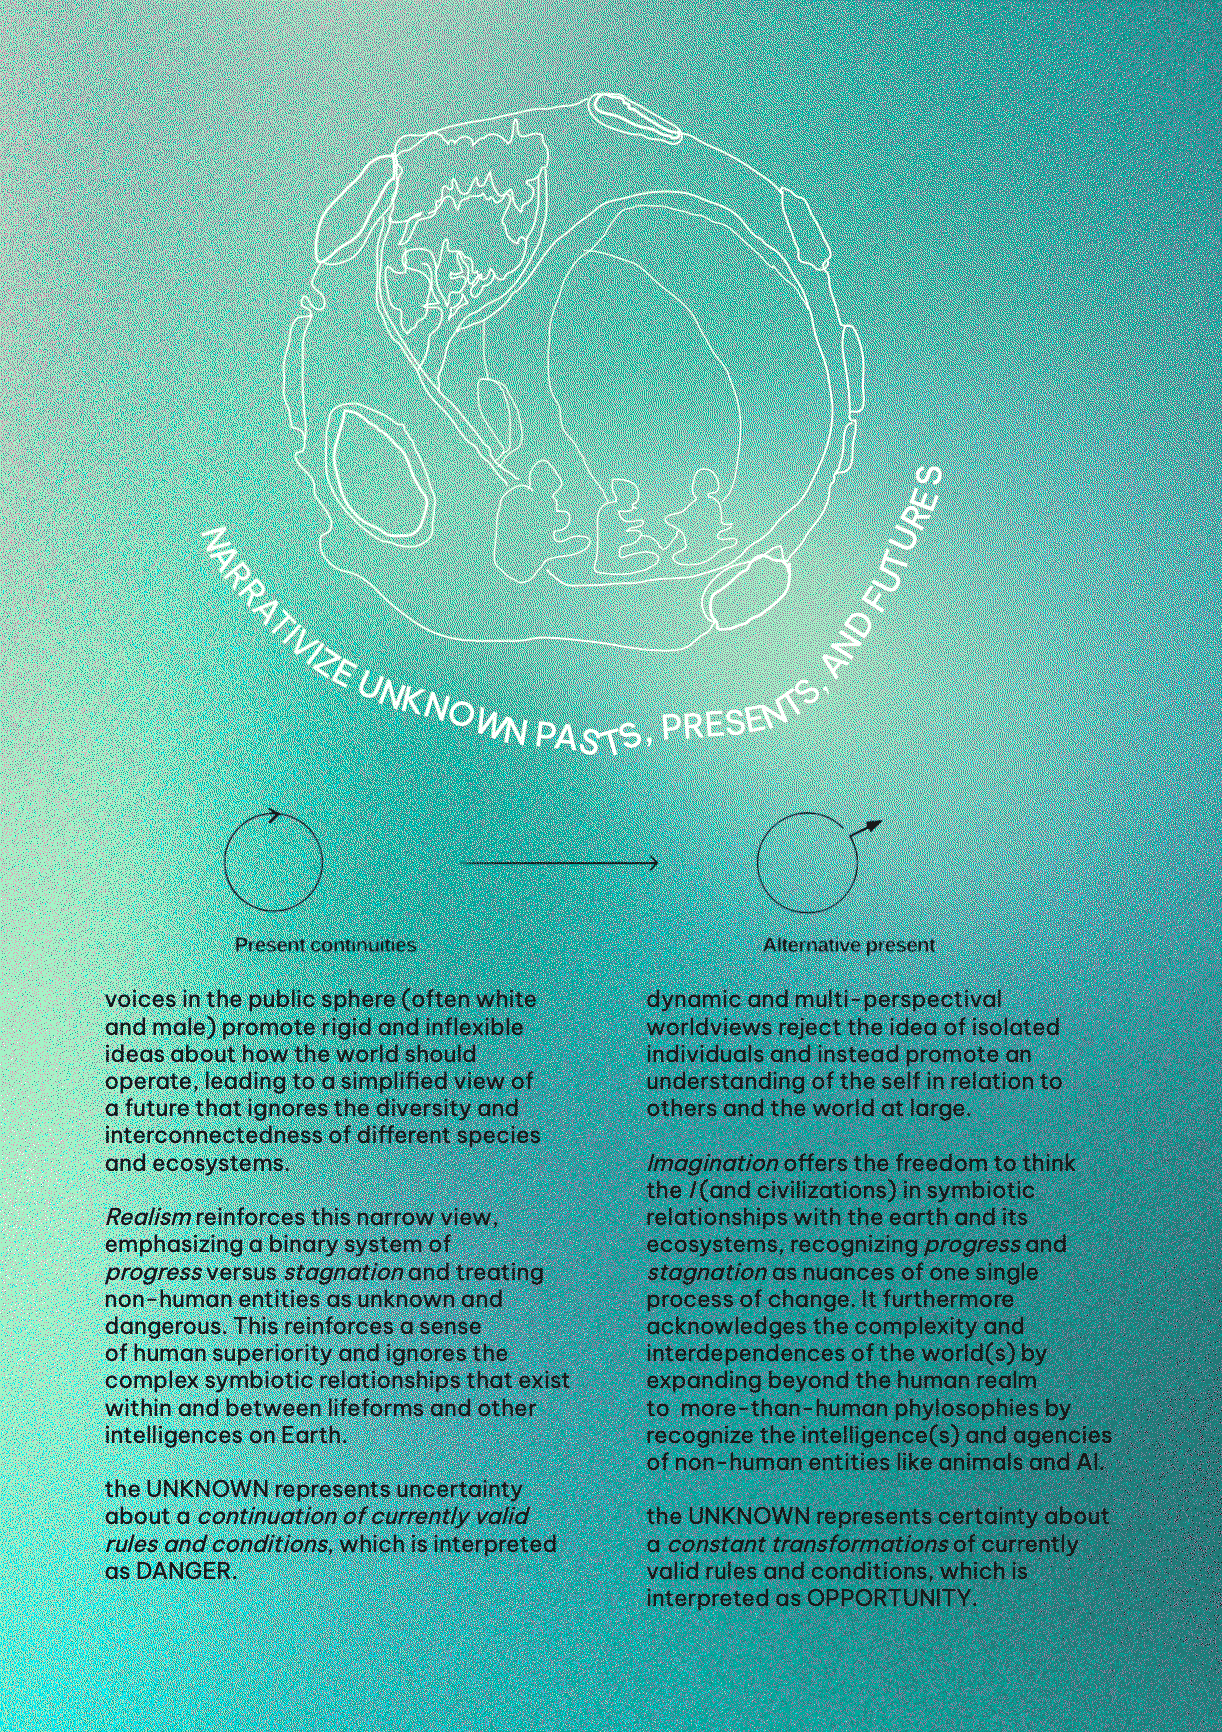 NARRATIVIZE UNKNOWN PASTS, PRESENTS, AND FUTURES
Present continuities
voices in the public sphere (often white
and male) promote rigid and inflexible
ideas about how the world should
operate, leading to a simplified view of
a future that ignores the diversity and
interconnectedness of different species
and ecosystems.
Realism reinforces this narrow view,
emphasizing a binary system of
progress versus stagnation and treating
non-human entities as unknown and
dangerous. This reinforces a sense
of human superiority and ignores the
complex symbiotic relationships that exist
within and between lifeforms and other
intelligences on Earth.
the UNKNOWN represents uncertainty
about a continuation of currently valid
rules and conditions, which is interpreted
as DANGER.
Alternative present
dynamic and multi-perspectival
worldviews reject the idea of isolated
individuals and instead promote an
understanding of the self in relation to
others and the world at large.
Imagination offers the freedom to think
the I (and civilizations) in symbiotic
relationships with the earth and its
ecosystems, recognizing progress and
stagnation as nuances of one single
process of change. It furthermore
acknowledges the complexity and
interdependences of the world(s) by
expanding beyond the human realm
to more-than-human phylosophies by
recognize the intelligence(s) and agencies
of non-human entities like animals and AI.
the UNKNOWN represents certainty about
a constant transformations of currently
valid rules and conditions, which is
interpreted as OPPORTUNITY.